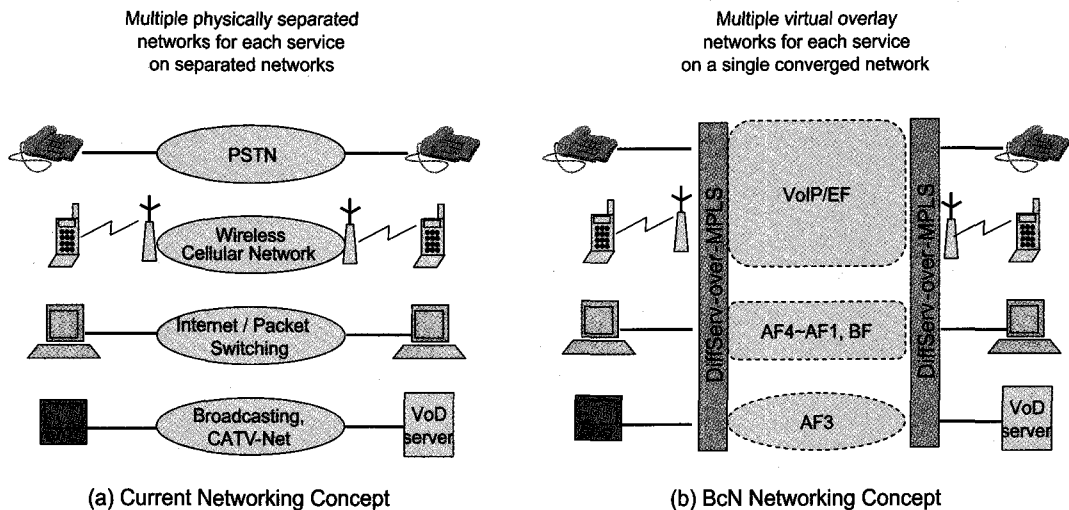 Multiple physically separated
networks for each service
on separated networks
PSTN
Wireless
Cellular Network
Internet / Packet
Switching
Broadcasting,
CATV-Net
VoD
server
(a) Current Networking Concept
Multiple virtual overlay
networks for each service
on a single converged network
DiffServ-over-MPLS
VoIP/EF
AF4~AF1, BF
AF3
DiffServ-over-MPLS
VoD
server
(b) BcN Networking Concept